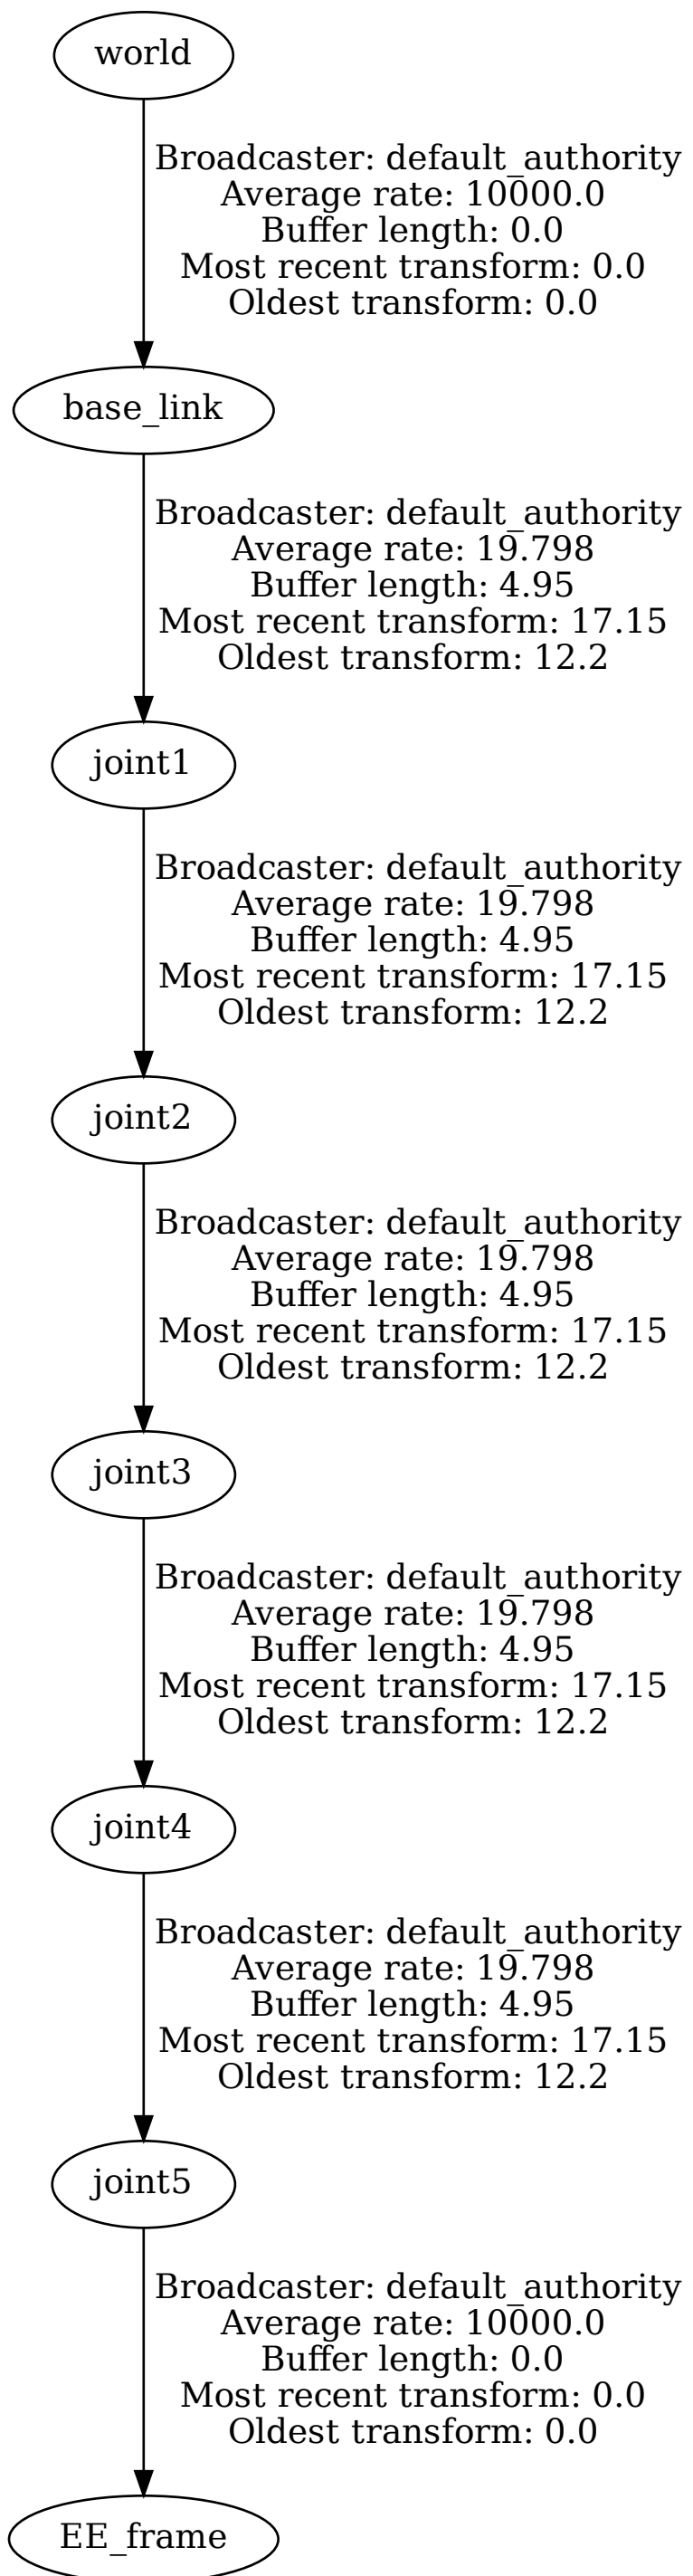 world
Broadcaster: default_authority
Average rate: 10000.0
Buffer length: 0.0
Most recent transform: 0.0
Oldest transform: 0.0
base_link
Broadcaster: default_authority
Average rate: 19.798
Buffer length: 4.95
Most recent transform: 17.15
Oldest transform: 12.2
joint1
Broadcaster: default_authority
Average rate: 19.798
Buffer length: 4.95
Most recent transform: 17.15
Oldest transform: 12.2
joint2
Broadcaster: default_authority
Average rate: 19.798
Buffer length: 4.95
Most recent transform: 17.15
Oldest transform: 12.2
joint3
Broadcaster: default_authority
Average rate: 19.798
Buffer length: 4.95
Most recent transform: 17.15
Oldest transform: 12.2
joint4
Broadcaster: default_authority
Average rate: 19.798
Buffer length: 4.95
Most recent transform: 17.15
Oldest transform: 12.2
joint5
Broadcaster: default_authority
Average rate: 10000.0
Buffer length: 0.0
Most recent transform: 0.0
Oldest transform: 0.0
EE_frame